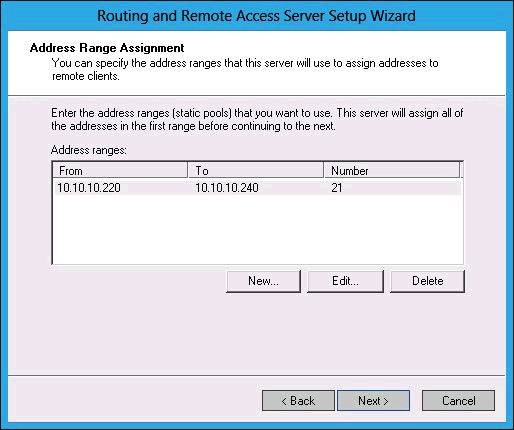 Routing and Remote Access Server Setup Wizard
Address Range Assignment
You can specify the address ranges that this server will use to assign addresses to
remote clients.
Enter the address ranges (static pools) that you want to use. This server will assign all of
the addresses in the first range before continuing to the next.
Address ranges:
From To Number
10.10.10.220 10.10.10.240 21
New... Edit... Delete
< Back Next > Cancel